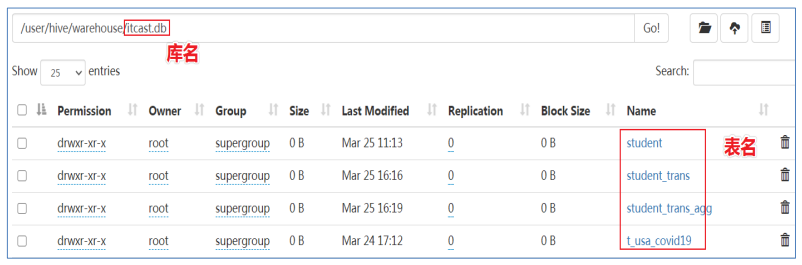 /user/hive/warehouse/itcast.db Go!
库名
Show 25 entries Search:
Permission Owner Group Size Last Modified Replication Block Size Name
drwxr-xr-x root supergroup 0 B Mar 25 11:13 0 0 B student
表名
drwxr-xr-x root supergroup 0 B Mar 25 16:16 0 0 B student_trans
drwxr-xr-x root supergroup 0 B Mar 25 16:19 0 0 B student_trans_agg
drwxr-xr-x root supergroup 0 B Mar 24 17:12 0 0 B t_usa_covid19